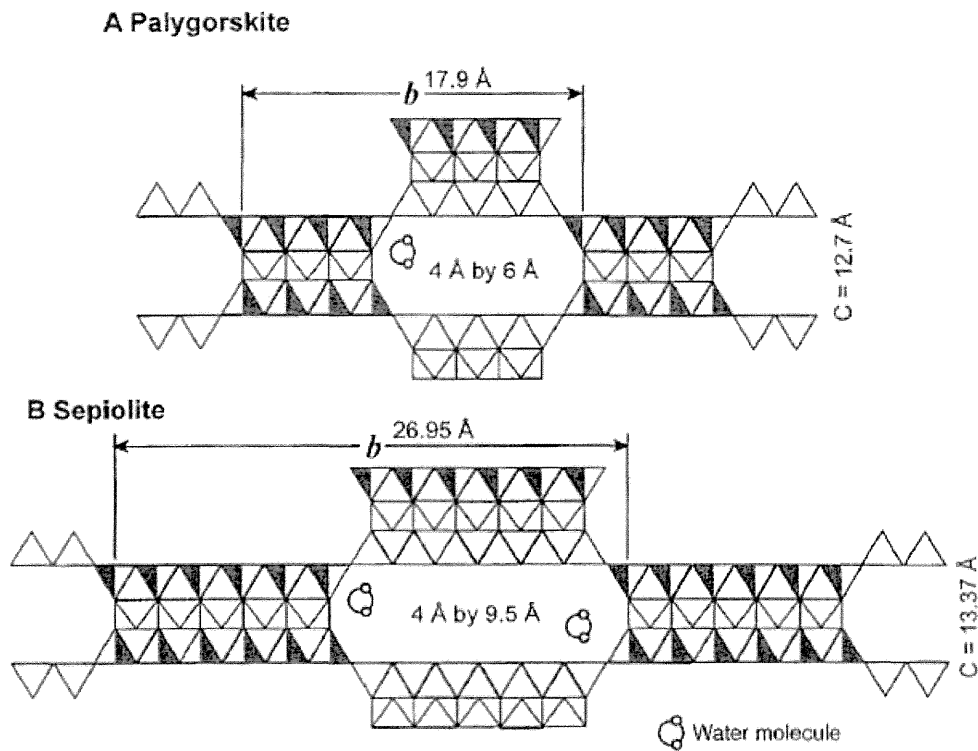 A Palygorskite
b 17.9 Å
4 Å by 6 Å
C = 12.7 Å
B Sepiolite
b 26.95 Å
4 Å by 9.5 Å
C = 13.37 Å
Water molecule